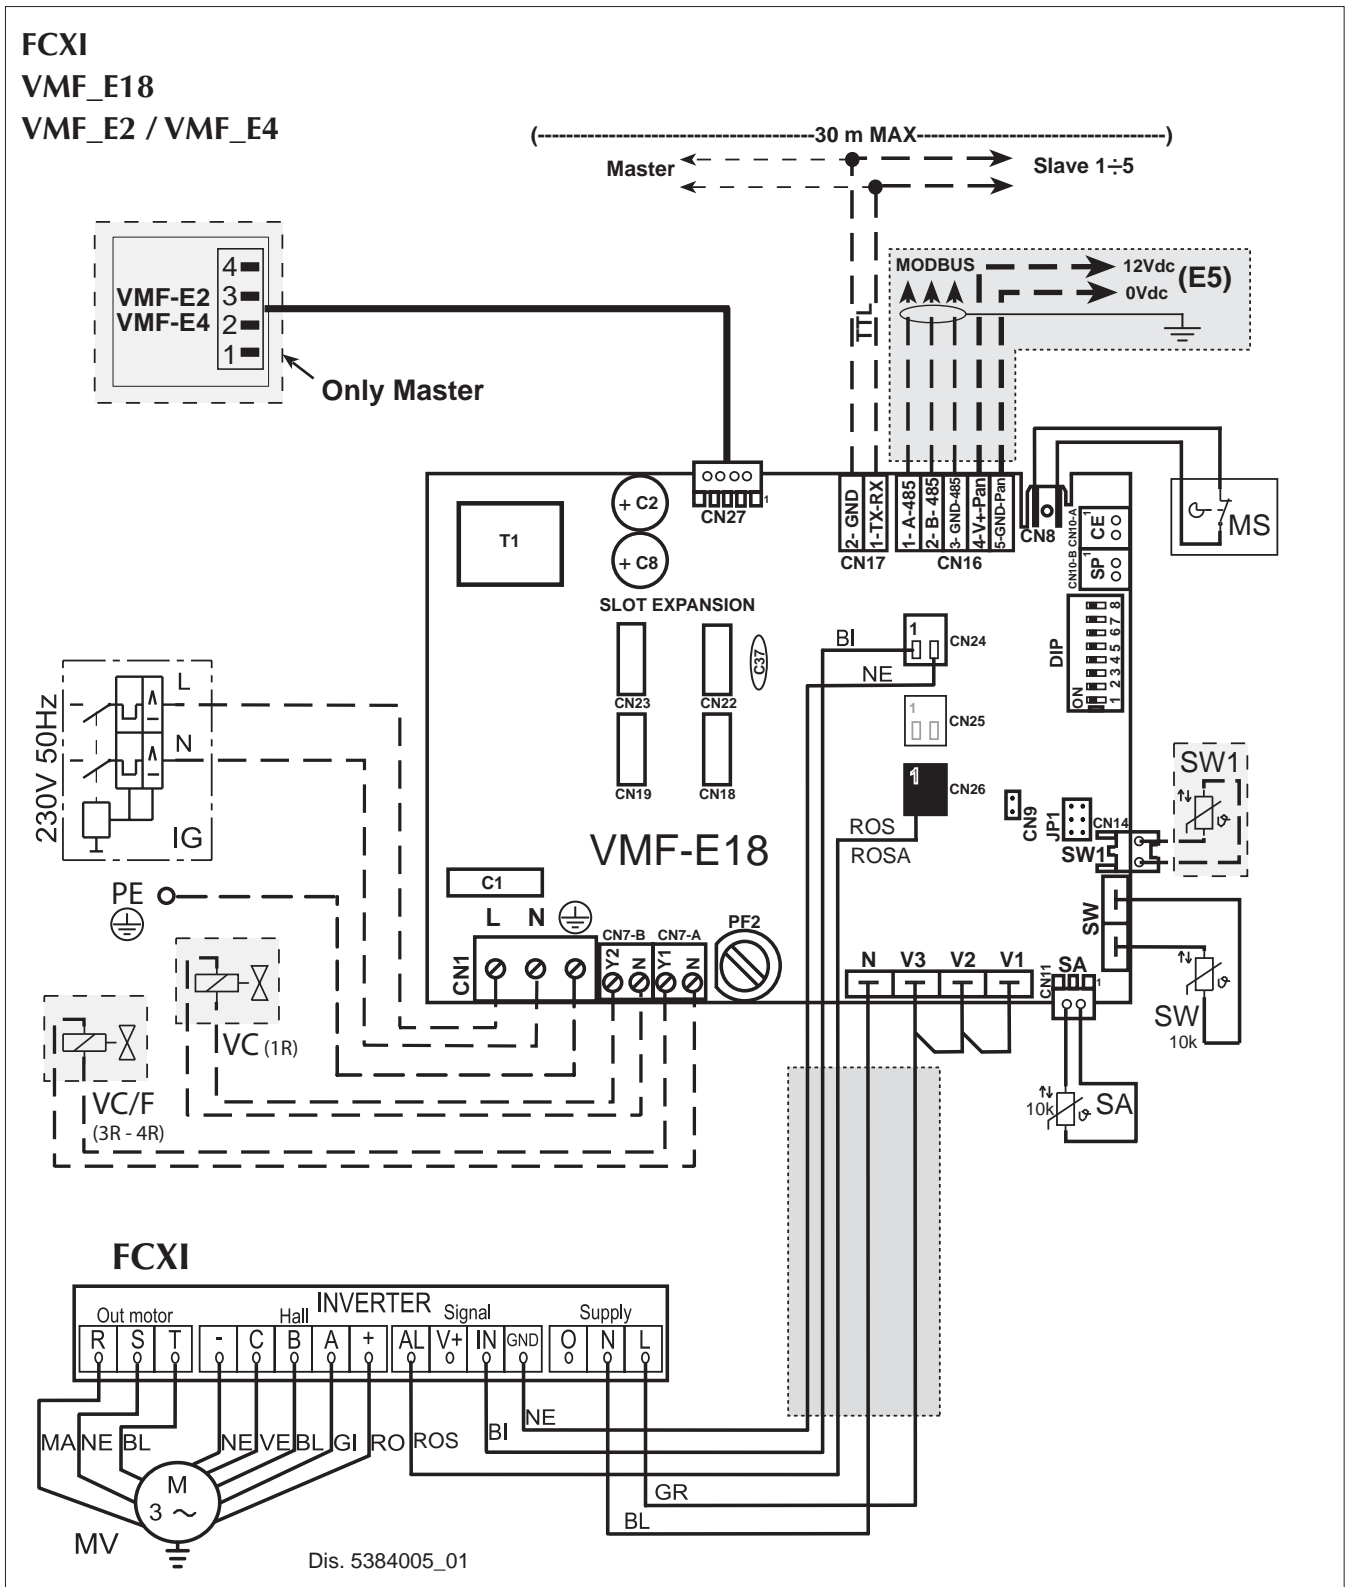 FCXI
VMF_E18
VMF_E2 / VMF_E4
(---------------------------------------30 m MAX-----------------------------------)
Master
Slave 1÷5
MODBUS
12Vdc
(E5)
0Vdc
TTL
4
VMF-E2 3
VMF-E4 2
1
Only Master
2- GND
1-TX-RX
1- A-485
2- B- 485
3- GND-485
4-V+-Pan
5-GND-Pan
CN17
CN16
CN8
CN27
1
T1
+ C2
+ C8
CN10-A
CE
1
CN10-B
SP
1
MS
SLOT EXPANSION
CN23
CN22
C37
CN19
CN18
BI
NE
1
CN24
1
CN25
1
CN26
DIP
ON
1 2 3 4 5 6 7 8
230V 50Hz
L
N
IG
ROS
ROSA
CN9
JP1
CN14
SW1
SW1
VMF-E18
PE
C1
L N
CN1
CN7-B
Y2
N
CN7-A
Y1
N
PF2
N V3 V2 V1
CN11
SA
1
SW
SW
10k
10k
SA
VC (1R)
VC/F
(3R - 4R)
FCXI
INVERTER
Out motor
Hall
Signal
Supply
R S T
- C B A +
AL V+ IN GND
O N L
MA NE BL
NE VE BL GI RO
ROS
BI
NE
GR
BL
M
3 ~
MV
Dis. 5384005_01